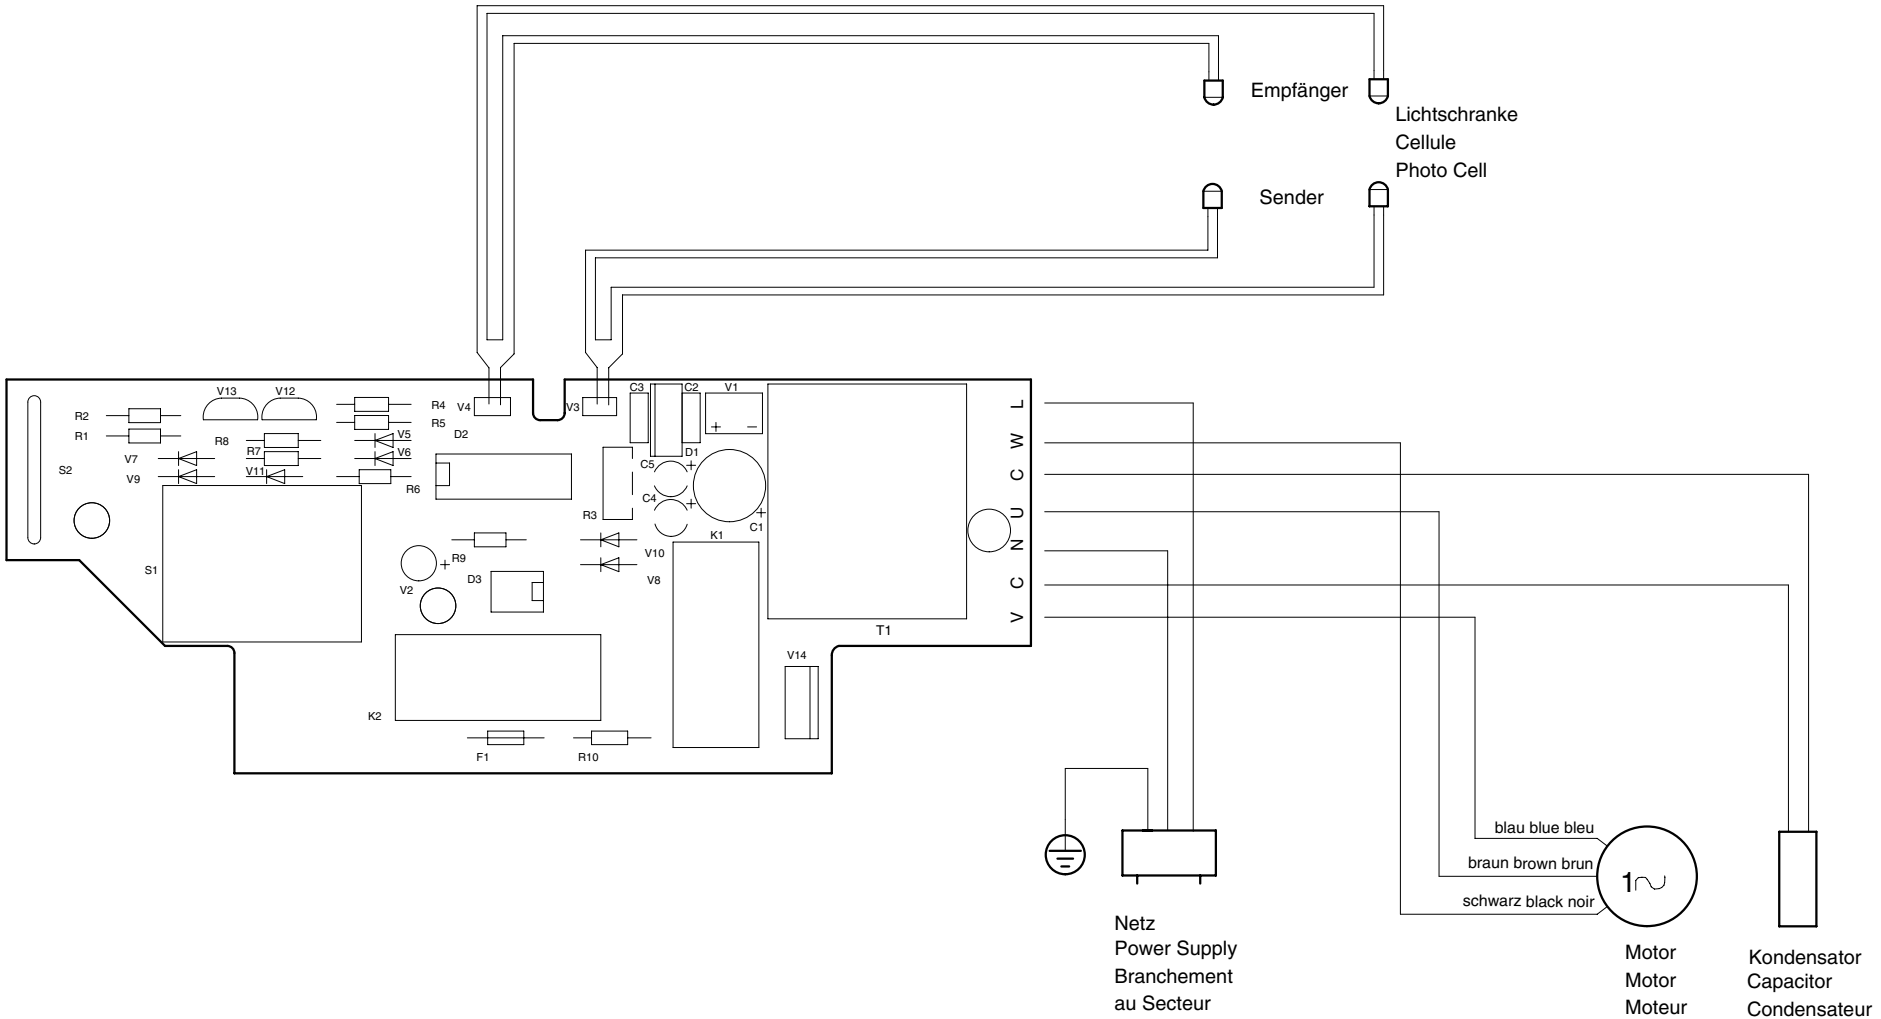 Empfänger
Lichtschranke
Cellule
Photo Cell
Sender
V13
V12
R4
V4
V3
C3
C2
V1
L
R2
R5
R1
R8
V5
D2
+ −
W
R7
V6
D1
V7
C5
+
S2
V9
V11
R6
C
C4
+
R3
+
C1
U
K1
N
R9
V10
S1
+
D3
V8
C
V2
V
T1
V14
K2
F1
R10
blau blue bleu
braun brown brun
1
schwarz black noir
Netz
Power Supply
Branchement
au Secteur
Motor
Motor
Moteur
Kondensator
Capacitor
Condensateur